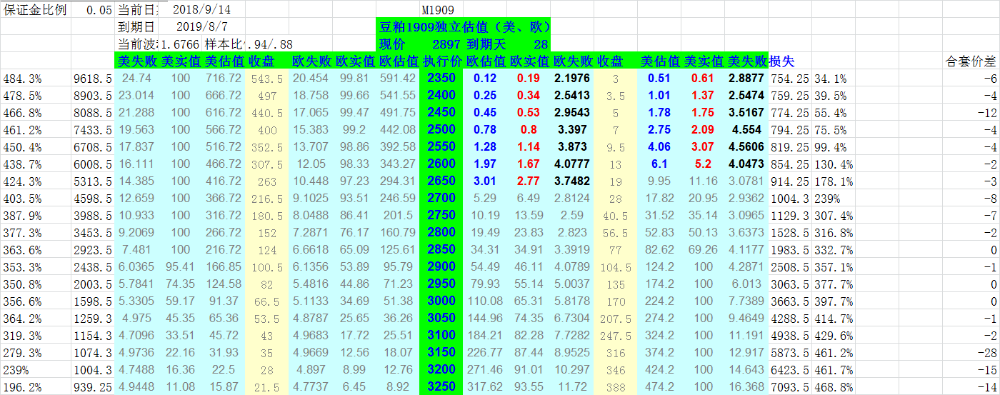 保证金比例 0.05 当前日 2018/9/14 M1909
到期日 2019/8/7 豆粕1909独立估值（美、欧）
当前波 1.6766 样本比 .94/.88 现价 2897 到期天 28
美失败 美实值 美估值 收盘 欧失败 欧实值 欧估值 执行价 欧估值 欧实值 欧失败 收盘 美估值 美实值 美失败 损失 合套价差
484.3% 9618.5 24.74 100 716.72 543.5 20.454 99.81 591.42 2350 0.12 0.19 2.1976 3 0.51 0.61 2.8877 754.25 34.1% -6
478.5% 8903.5 23.014 100 666.72 497 18.758 99.66 541.55 2400 0.25 0.34 2.5413 3.5 1.01 1.37 2.5474 759.25 39.5% -4
466.8% 8088.5 21.288 100 616.72 440.5 17.065 99.47 491.75 2450 0.45 0.53 2.9543 5 1.78 1.75 3.5167 774.25 55.4% -12
461.2% 7433.5 19.563 100 566.72 400 15.383 99.2 442.08 2500 0.78 0.8 3.397 7 2.75 2.09 4.554 794.25 75.5% -4
450.4% 6708.5 17.837 100 516.72 352.5 13.707 98.86 392.58 2550 1.28 1.14 3.873 9.5 4.06 3.07 4.5606 819.25 99.4% -4
438.7% 6008.5 16.111 100 466.72 307.5 12.05 98.33 343.27 2600 1.97 1.67 4.0777 13 6.1 5.2 4.0473 854.25 130.4% -2
424.3% 5313.5 14.385 100 416.72 263 10.448 97.23 294.31 2650 3.01 2.77 3.7482 19 9.95 11.16 3.0781 914.25 178.1% -3
403.5% 4598.5 12.659 100 366.72 216.5 9.1025 93.51 246.59 2700 5.29 6.49 2.8124 28 17.82 20.95 2.9362 1004.3 239% -8
387.9% 3988.5 10.933 100 316.72 180.5 8.0488 86.41 201.5 2750 10.19 13.59 2.59 40.5 31.52 35.14 3.0965 1129.3 307.4% -7
377.3% 3453.5 9.2069 100 266.72 152 7.2871 76.17 160.79 2800 19.49 23.83 2.823 56.5 52.83 50.13 3.6373 1528.5 316.8% -2
363.6% 2923.5 7.481 100 216.72 124 6.6618 65.09 125.61 2850 34.31 34.91 3.3919 77 82.62 69.26 4.1177 1983.5 332.7% 0
353.3% 2438.5 6.0365 95.41 166.85 100.5 6.1356 53.89 95.79 2900 54.49 46.11 4.0789 104.5 124.2 100 4.2871 2508.5 357.1% -1
350.8% 2003.5 5.7841 74.35 124.58 82 5.4816 44.86 71.23 2950 79.93 55.14 5.0037 135 174.2 100 6.013 3063.5 377.7% 0
356.6% 1598.5 5.3305 59.17 91.37 66.5 5.1133 34.69 51.38 3000 110.08 65.31 5.8178 170 224.2 100 7.7389 3663.5 397.7% 0
364.2% 1259.3 4.975 45.35 65.36 53.5 4.8787 25.65 36.26 3050 144.96 74.35 6.7304 207.5 274.2 100 9.4649 4288.5 414.7% -1
319.3% 1154.3 4.7096 33.51 45.72 43 4.9683 17.72 25.51 3100 184.21 82.28 7.7282 247.5 324.2 100 11.191 4938.5 429.6% -2
279.3% 1074.3 4.9736 22.16 31.93 35 4.9669 12.56 18.07 3150 226.77 87.44 8.9525 316 374.2 100 12.917 5873.5 461.2% -28
239% 1004.3 4.7488 16.36 22.5 28 4.897 8.99 12.76 3200 271.46 91.01 10.297 346 424.2 100 14.643 6423.5 461.7% -15
196.2% 939.25 4.9448 11.08 15.87 21.5 4.7737 6.45 8.92 3250 317.62 93.55 11.72 388 474.2 100 16.368 7093.5 468.8% -14